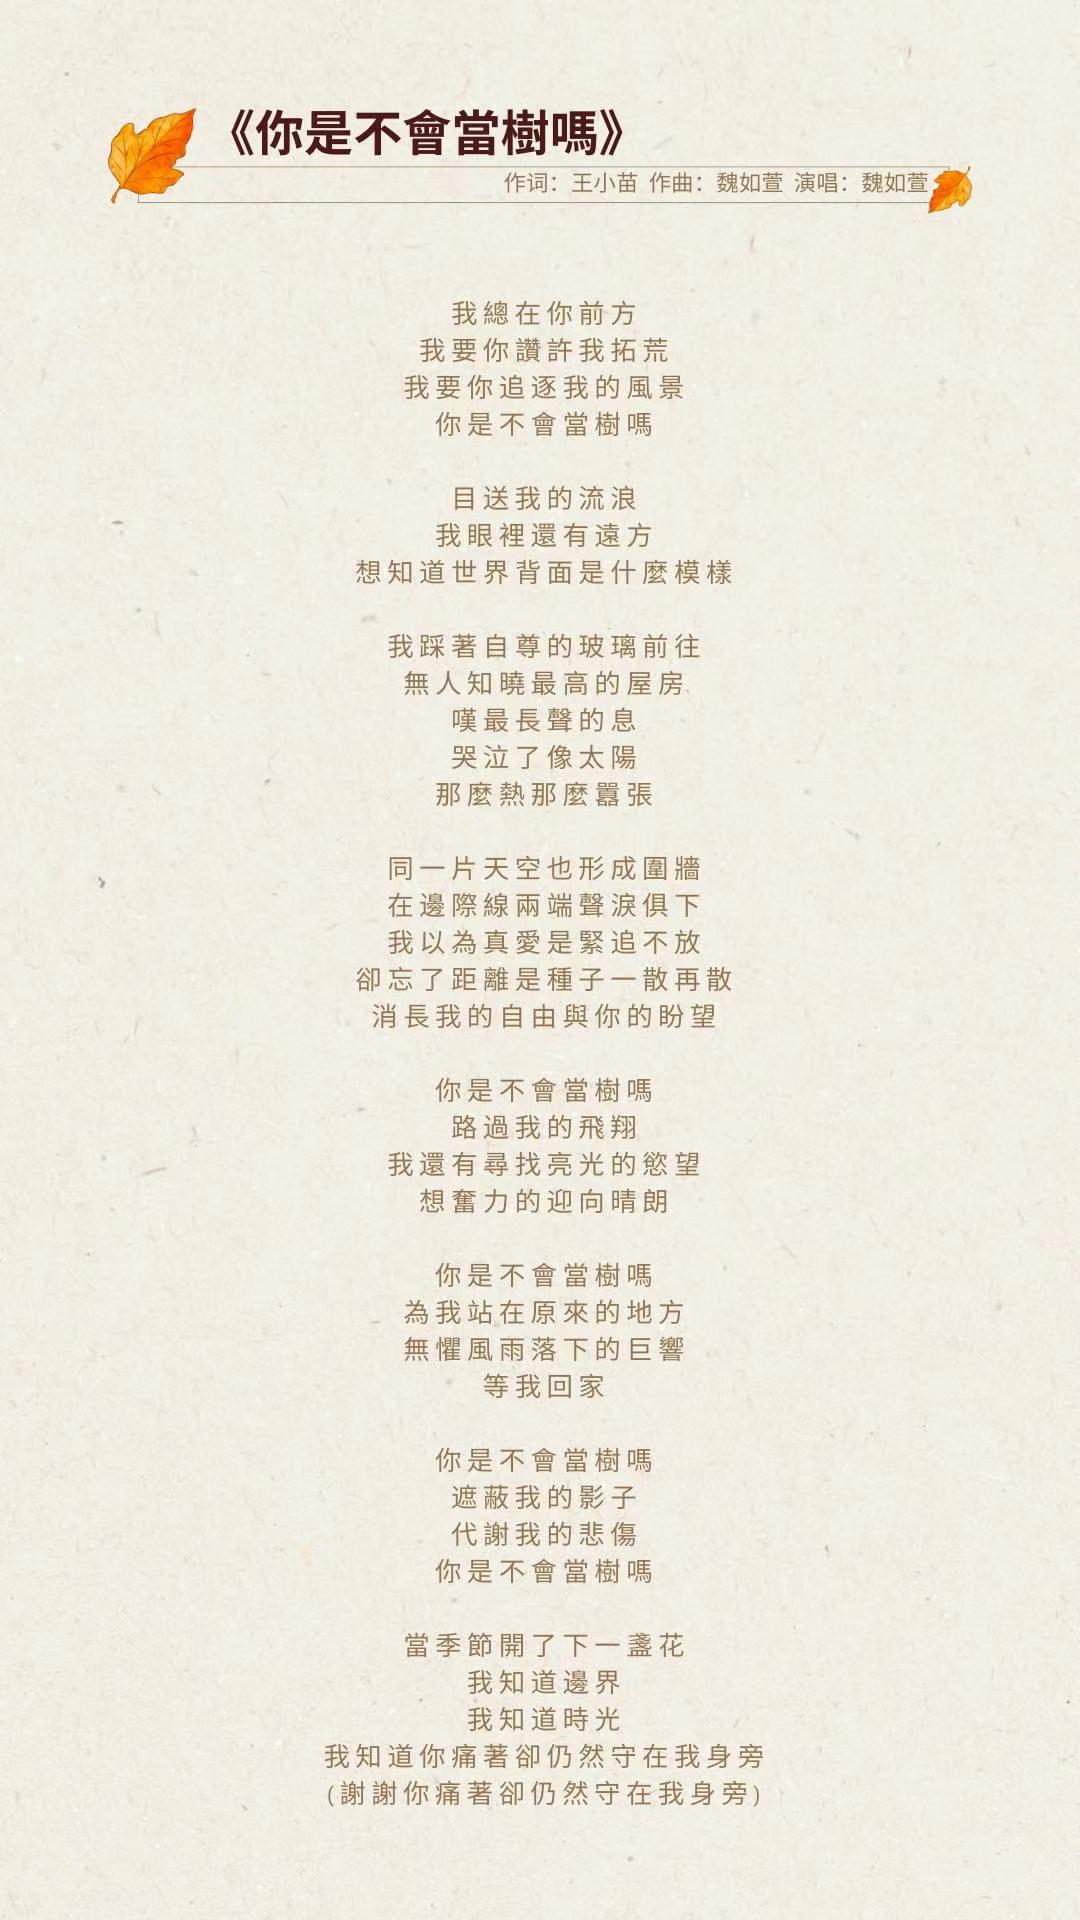 《你是不會當樹嗎》
作词：王小苗 作曲：魏如萱 演唱：魏如萱
我總在你前方
我要你讚許我拓荒
我要你追逐我的風景
你是不會當樹嗎
目送我的流浪
我眼裡還有遠方
想知道世界背面是什麼模樣
我踩著自尊的玻璃前往
無人知曉最高的屋房
嘆最長聲的息
哭泣了像太陽
那麼熱那麼囂張
同一片天空也形成圍牆
在邊際線兩端聲淚俱下
我以為真愛是緊追不放
卻忘了距離是種子一散再散
消長我的自由與你的盼望
你是不會當樹嗎
路過我的飛翔
我還有尋找亮光的慾望
想奮力的迎向晴朗
你是不會當樹嗎
為我站在原來的地方
無懼風雨落下的巨響
等我回家
你是不會當樹嗎
遮蔽我的影子
代謝我的悲傷
你是不會當樹嗎
當季節開了下一盞花
我知道邊界
我知道時光
我知道你痛著卻仍然守在我身旁
(謝謝你痛著卻仍然守在我身旁)